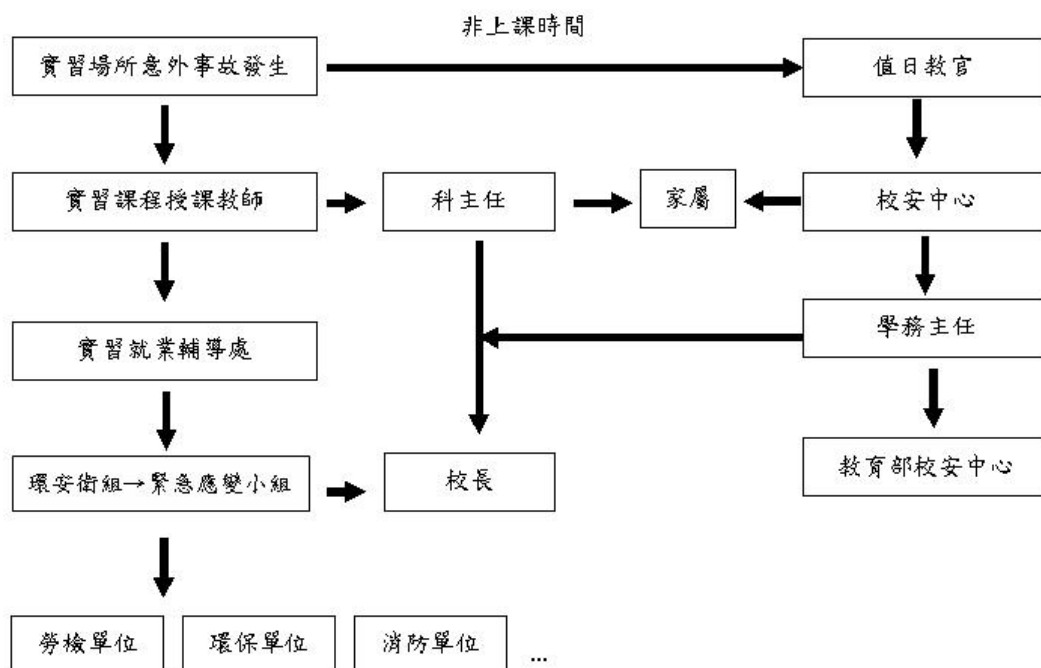 非上課時間
實習場所意外事故發生
值日教官
實習課程授課教師
科主任
家屬
校安中心
學務主任
實習就業輔導處
環安衛組→緊急應變小組
校長
教育部校安中心
勞檢單位
環保單位
消防單位
...